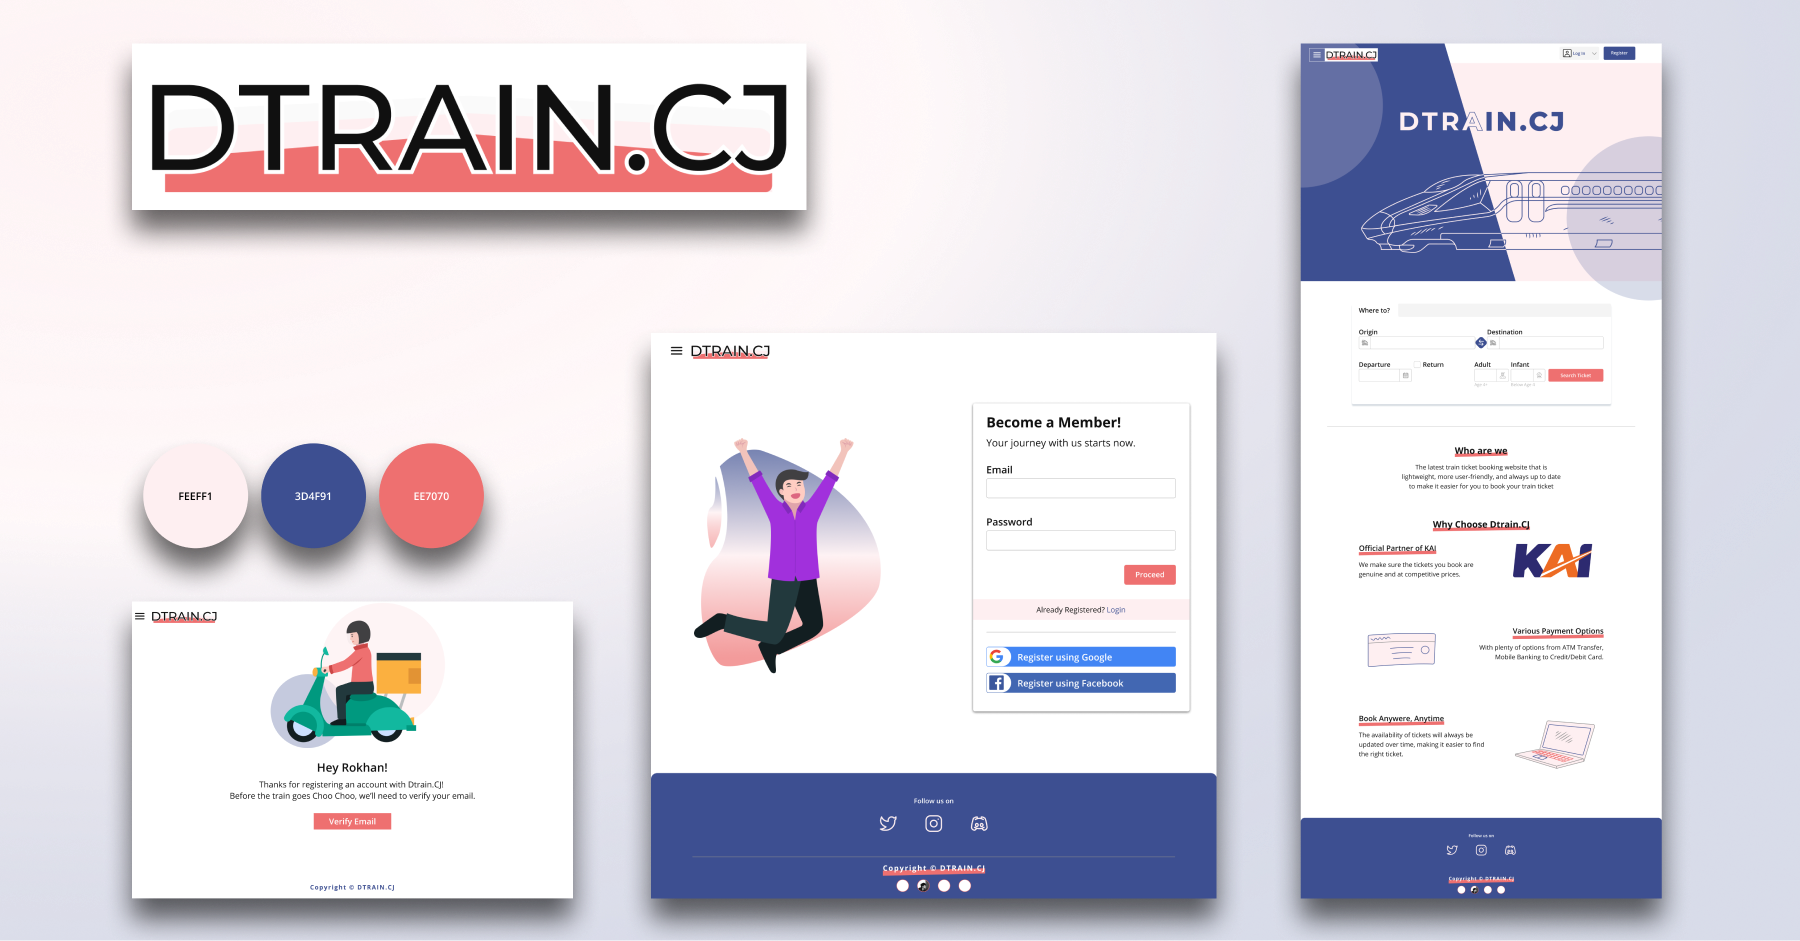 DTRAIN.CJ
FEEFF1
3D4F91
EE7070
DTRAIN.CJ
Hey Rokhan!
Thanks for registering an account with Dtrain.CJ!
Before the train goes Choo Choo, we'll need to verify your email.
Verify Email
Copyright © DTRAIN.CJ
DTRAIN.CJ
Become a Member!
Your journey with us starts now.
Email
Password
Proceed
Already Registered? Login
Register using Google
Register using Facebook
Follow us on
Copyright © DTRAIN.CJ
DTRAIN.CJ
Log In
Register
DTRAIN.CJ
Where to?
Origin
Destination
Departure
Return
Adult
Infant
Search Ticket
Who are we
The latest train ticket booking website that is
lightweight, more user-friendly, and always up to date
to make it easier for you to book your train ticket
Why Choose Dtrain.CJ
Official Partner of KAI
We make sure the tickets you book are
genuine and at competitive prices.
KAI
Various Payment Options
With plenty of options from ATM Transfer,
Mobile Banking to Credit/Debit Card.
Book Anywere, Anytime
The availability of tickets will always be
updated over time, making it easier to find
the right ticket.
Follow us on
Copyright © DTRAIN.CJ